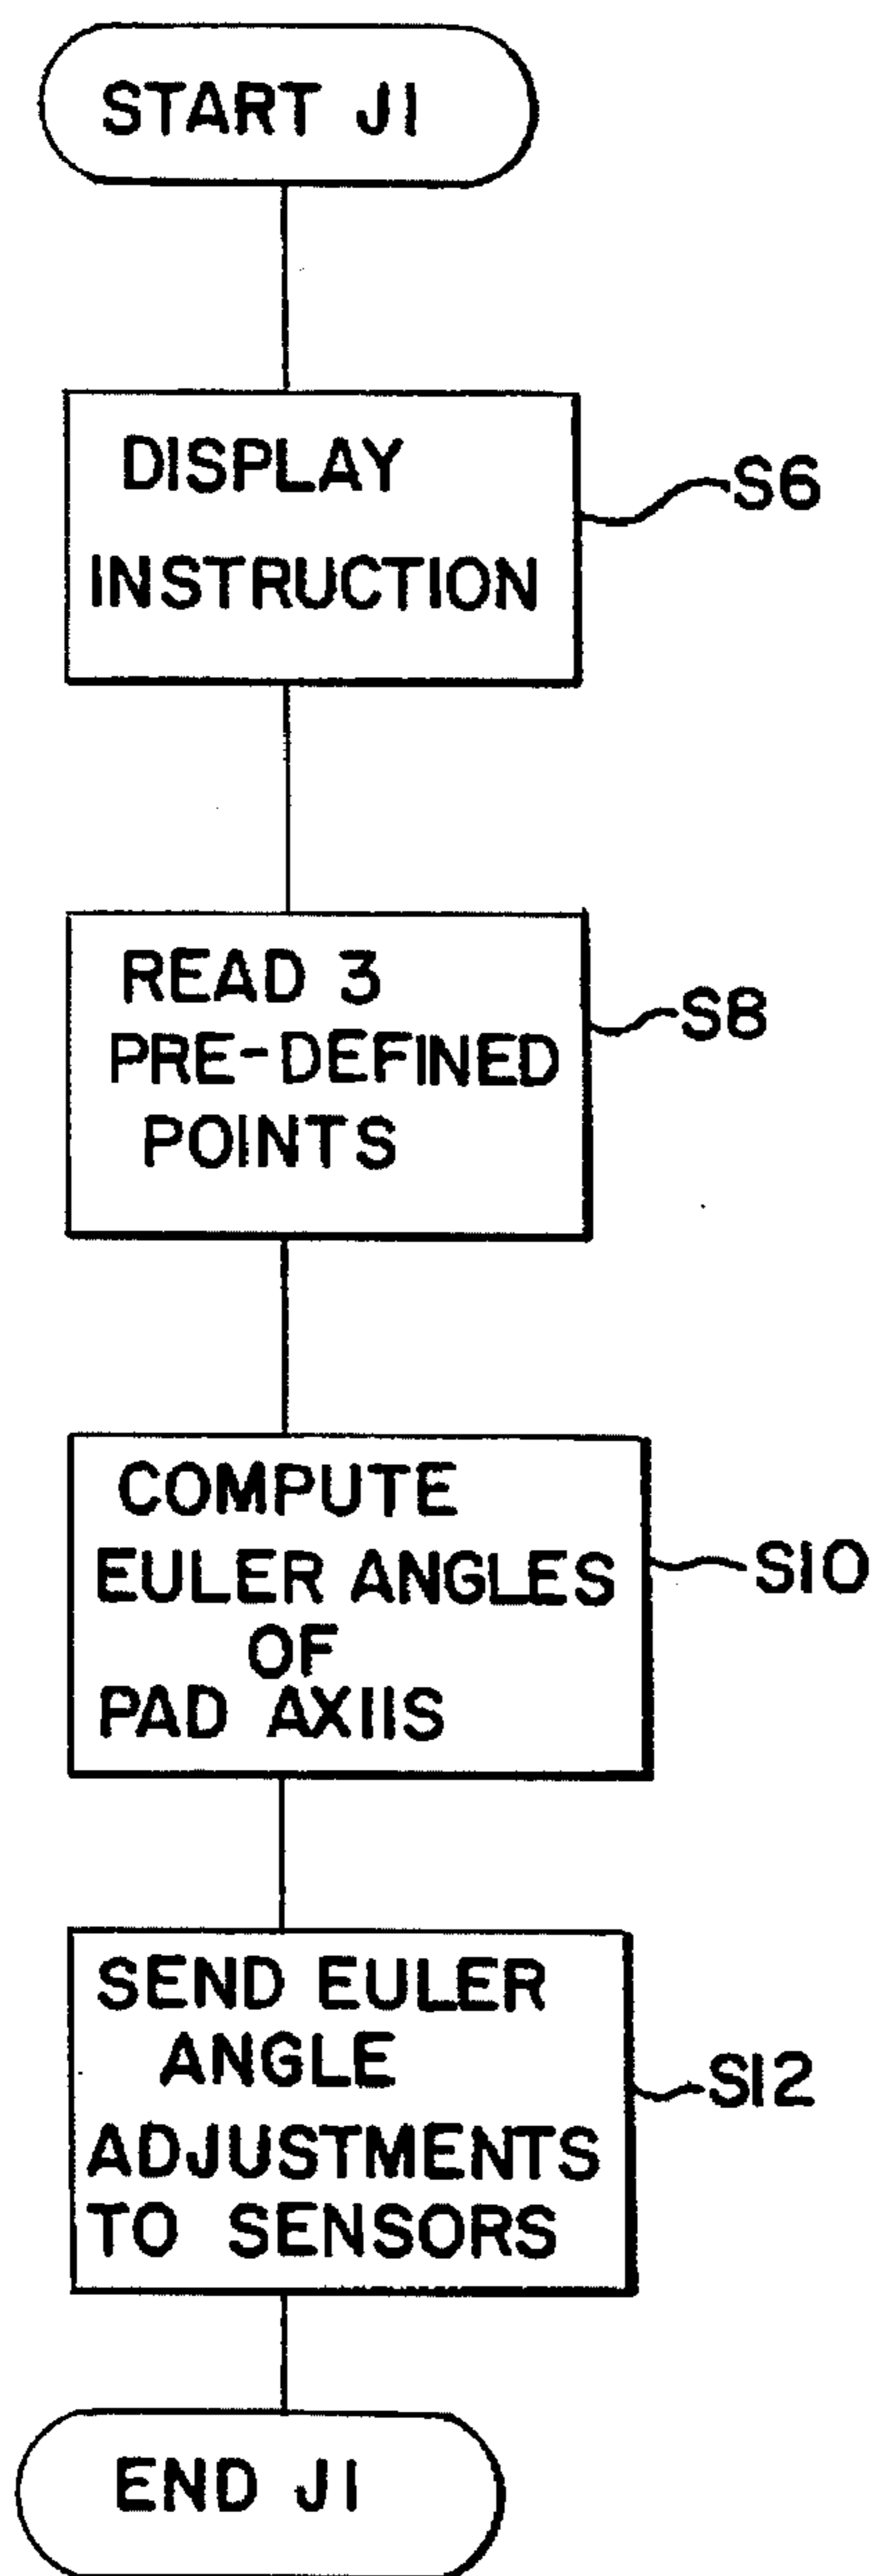 START J1
DISPLAY
INSTRUCTION
S6
READ 3
PRE-DEFINED
POINTS
S8
COMPUTE
EULER ANGLES
OF
PAD AXIIS
S10
SEND EULER
ANGLE
ADJUSTMENTS
TO SENSORS
S12
END J1